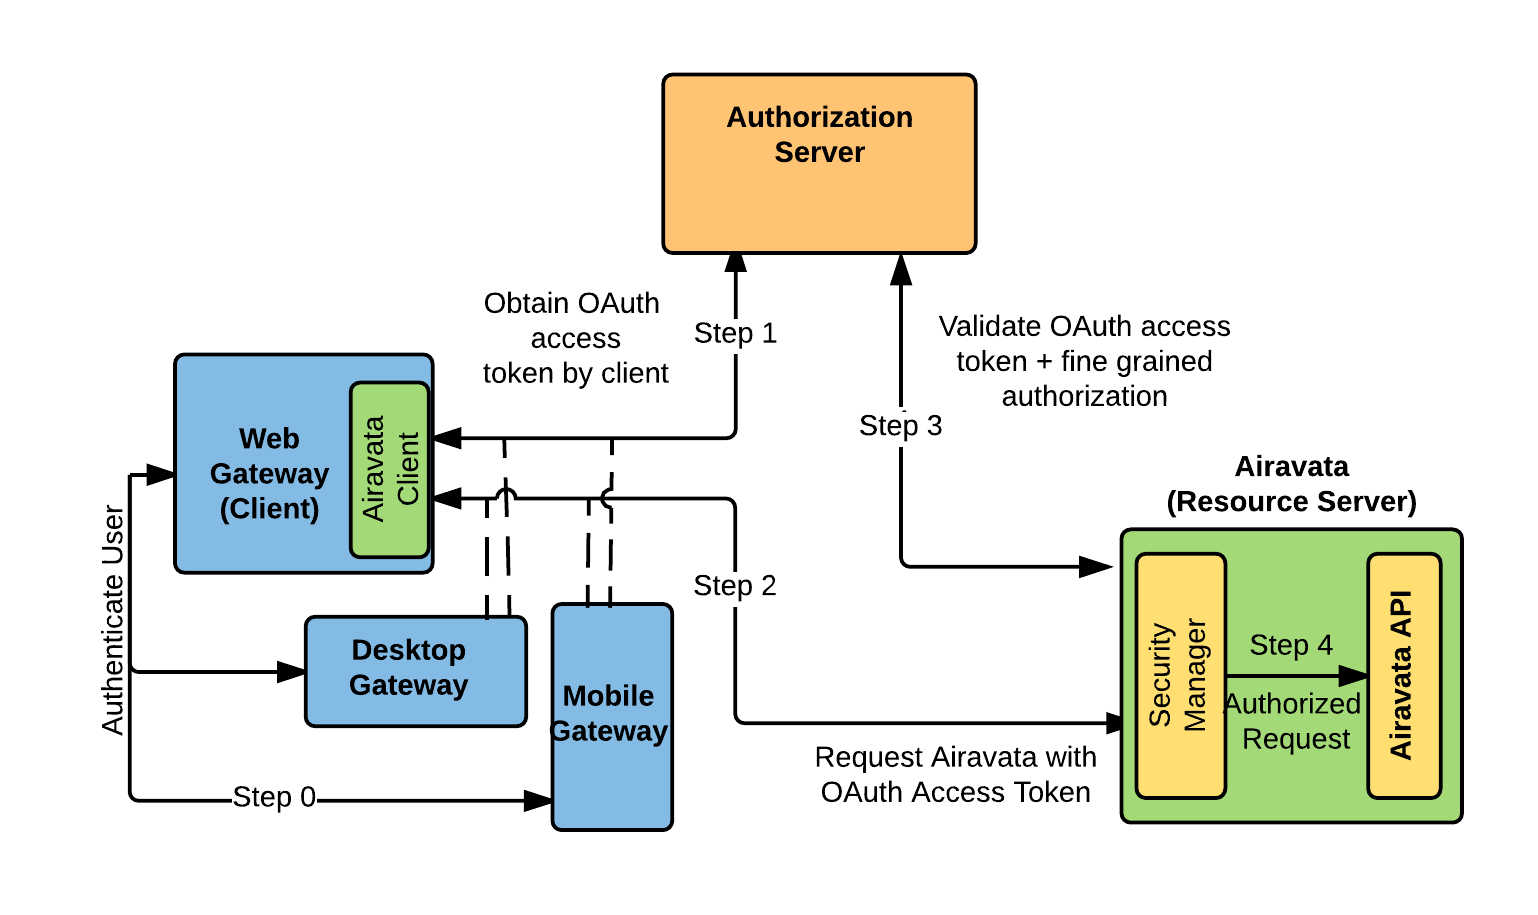 Authorization
Server
Obtain OAuth
access
token by client
Step 1
Validate OAuth access
token + fine grained
authorization
Step 3
Web
Gateway
(Client)
Airavata
Client
Authenticate User
Airavata
(Resource Server)
Step 2
Desktop
Gateway
Mobile
Gateway
Step 0
Request Airavata with
OAuth Access Token
Security
Manager
Step 4
Authorized
Request
Airavata API